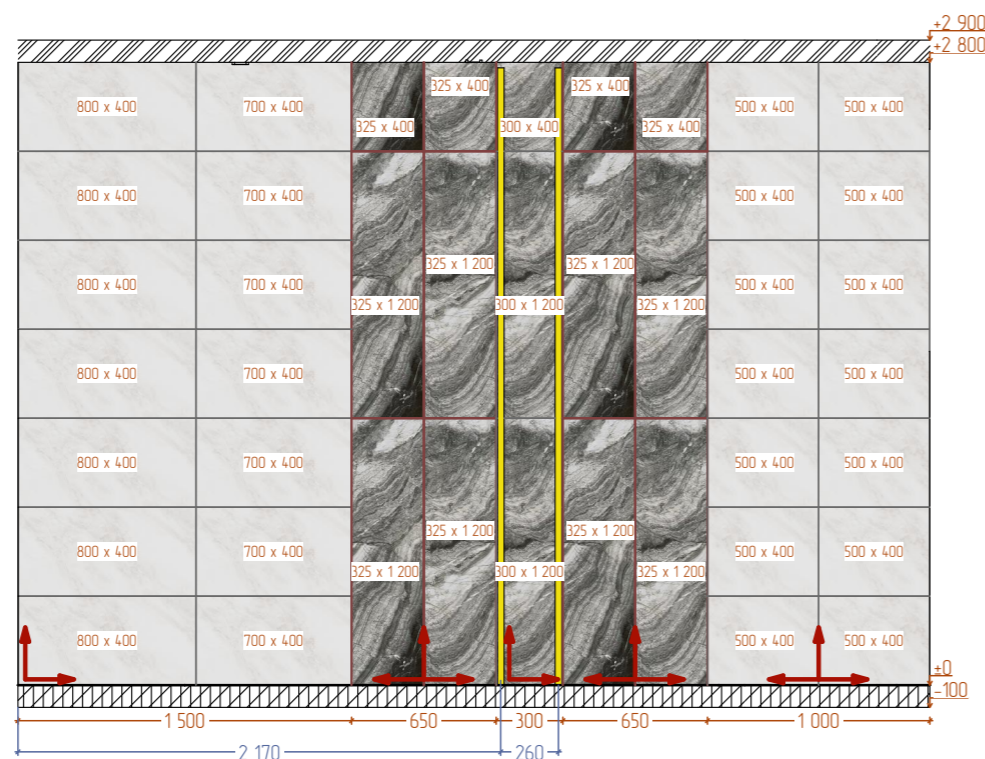 +2 900
+2 800
325 x 400 325 x 400
800 x 400 700 x 400 500 x 400 500 x 400
325 x 400 300 x 400 325 x 400
800 x 400 700 x 400 500 x 400 500 x 400
325 x 1 200 325 x 1 200
800 x 400 700 x 400 500 x 400 500 x 400
325 x 1 200 300 x 1 200 325 x 1 200
800 x 400 700 x 400 500 x 400 500 x 400
800 x 400 700 x 400 500 x 400 500 x 400
325 x 1 200 325 x 1 200
800 x 400 700 x 400 500 x 400 500 x 400
325 x 1 200 300 x 1 200 325 x 1 200
800 x 400 700 x 400 500 x 400 500 x 400
±0
-100
1 500 650 300 650 1 000
2 170 260